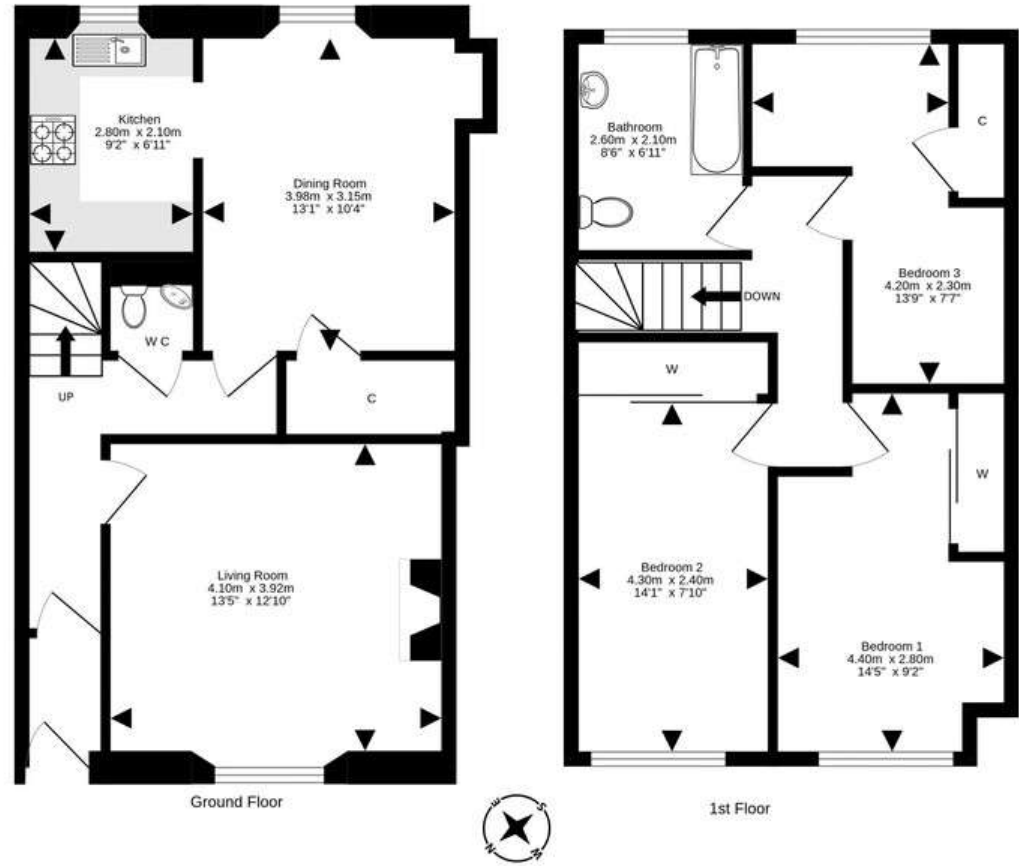 Kitchen
2.80m x 2.10m
9'2" x 6'11"
Dining Room
3.98m x 3.15m
13'1" x 10'4"
W C
UP
C
Living Room
4.10m x 3.92m
13'5" x 12'10"
Ground Floor
Bathroom
2.60m x 2.10m
8'6" x 6'11"
C
Bedroom 3
4.20m x 2.30m
13'9" x 7'7"
DOWN
W
W
Bedroom 2
4.30m x 2.40m
14'1" x 7'10"
Bedroom 1
4.40m x 2.80m
14'5" x 9'2"
1st Floor
E
S
N
W